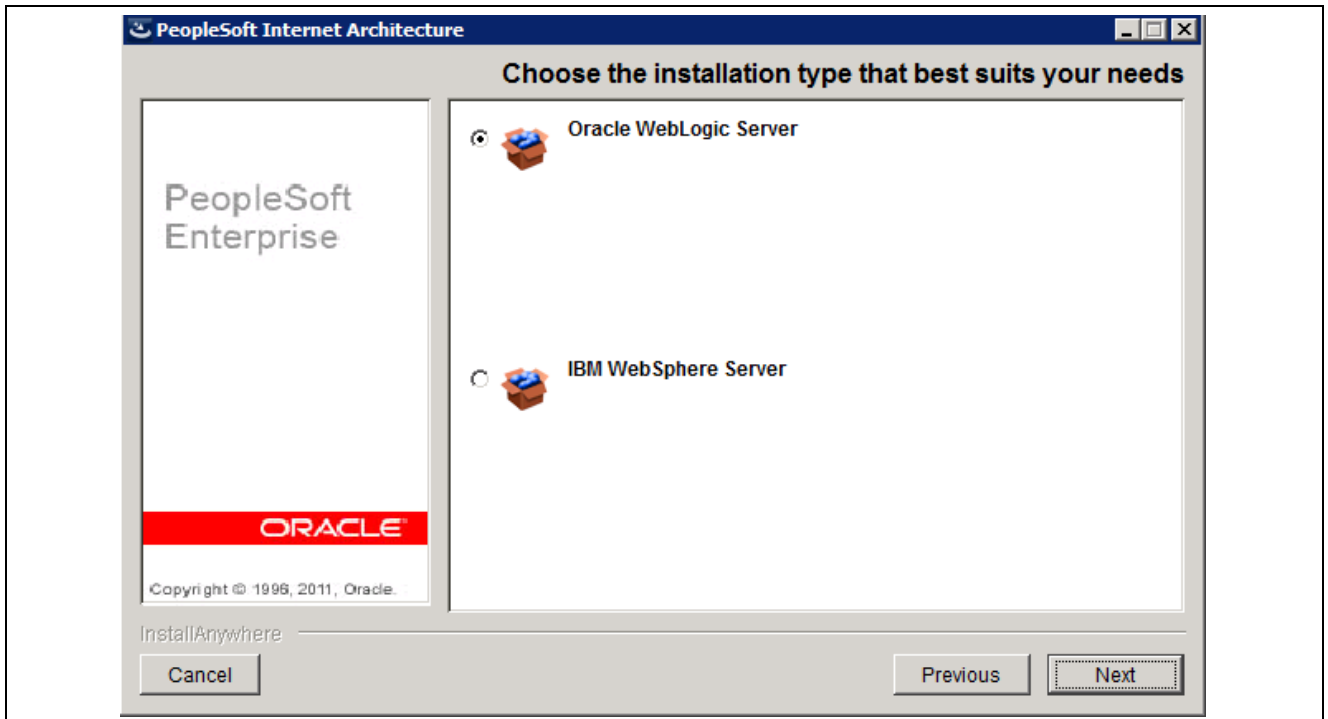 PeopleSoft Internet Architecture
Choose the installation type that best suits your needs
PeopleSoft
Enterprise
ORACLE
Copyright © 1996, 2011, Oracle.
Oracle WebLogic Server
IBM WebSphere Server
InstallAnywhere
Cancel
Previous
Next